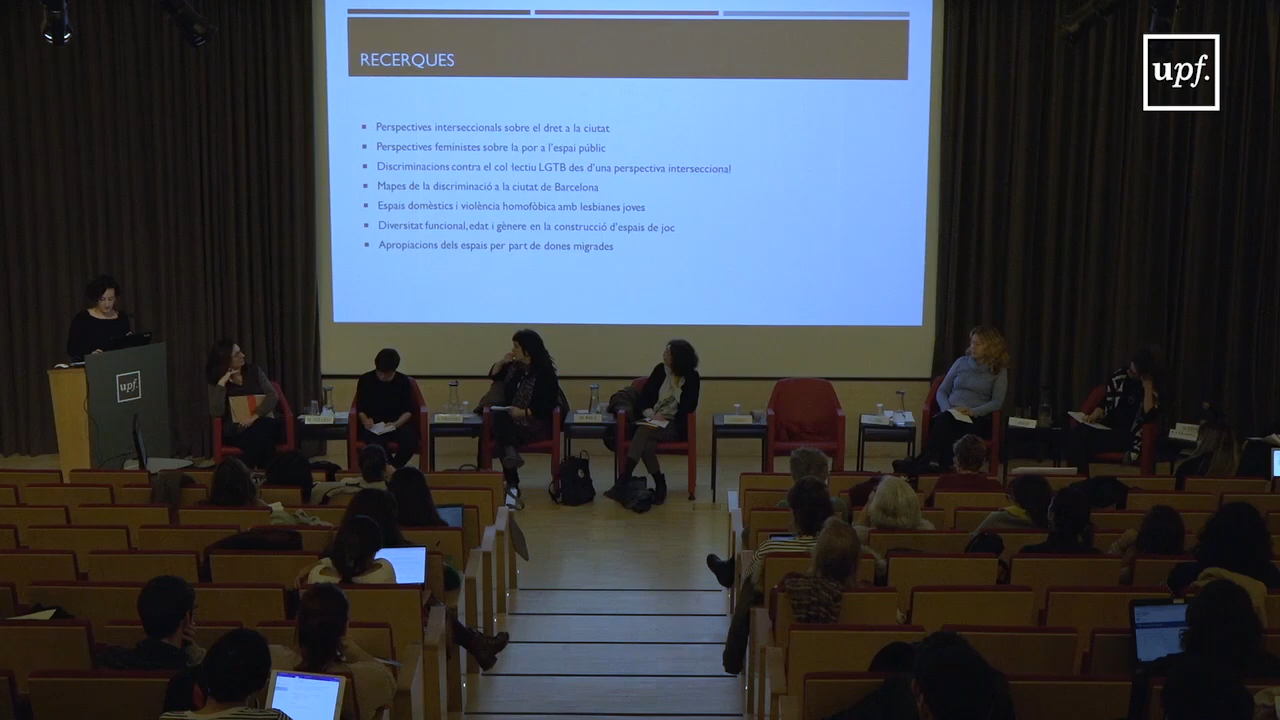 RECERQUES
upf.
Perspectives interseccionals sobre el dret a la ciutat
Perspectives feministes sobre la por a l'espai públic
Discriminacions contra el col·lectiu LGTB des d'una perspectiva interseccional
Mapes de la discriminació a la ciutat de Barcelona
Espais domèstics i violència homofòbica amb lesbianes joves
Diversitat funcional, edat i gènere en la construcció d'espais de joc
Apropiacions dels espais per part de dones migrades
upf.